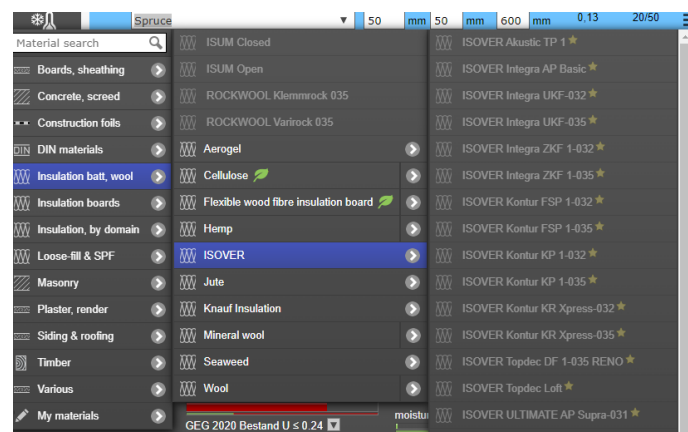 Spruce 50 mm 50 mm 600 mm 0,13 20/50
Material search
Boards, sheathing
Concrete, screed
Construction foils
DIN DIN materials
Insulation batt, wool
Insulation boards
Insulation, by domain
Loose-fill & SPF
Masonry
Plaster, render
Siding & roofing
Timber
Various
My materials
ISUM Closed
ISUM Open
ROCKWOOL Klemmrock 035
ROCKWOOL Varirock 035
Aerogel
Cellulose
Flexible wood fibre insulation board
Hemp
ISOVER
Jute
Knauf Insulation
Mineral wool
Seaweed
Wool
ISOVER Akustic TP 1
ISOVER Integra AP Basic
ISOVER Integra UKF-032
ISOVER Integra UKF-035
ISOVER Integra ZKF 1-032
ISOVER Integra ZKF 1-035
ISOVER Kontur FSP 1-032
ISOVER Kontur FSP 1-035
ISOVER Kontur KP 1-032
ISOVER Kontur KP 1-035
ISOVER Kontur KR Xpress-032
ISOVER Kontur KR Xpress-035
ISOVER Topdec DF 1-035 RENO
ISOVER Topdec Loft
ISOVER ULTIMATE AP Supra-031
GEG 2020 Bestand U ≤ 0.24
moistu